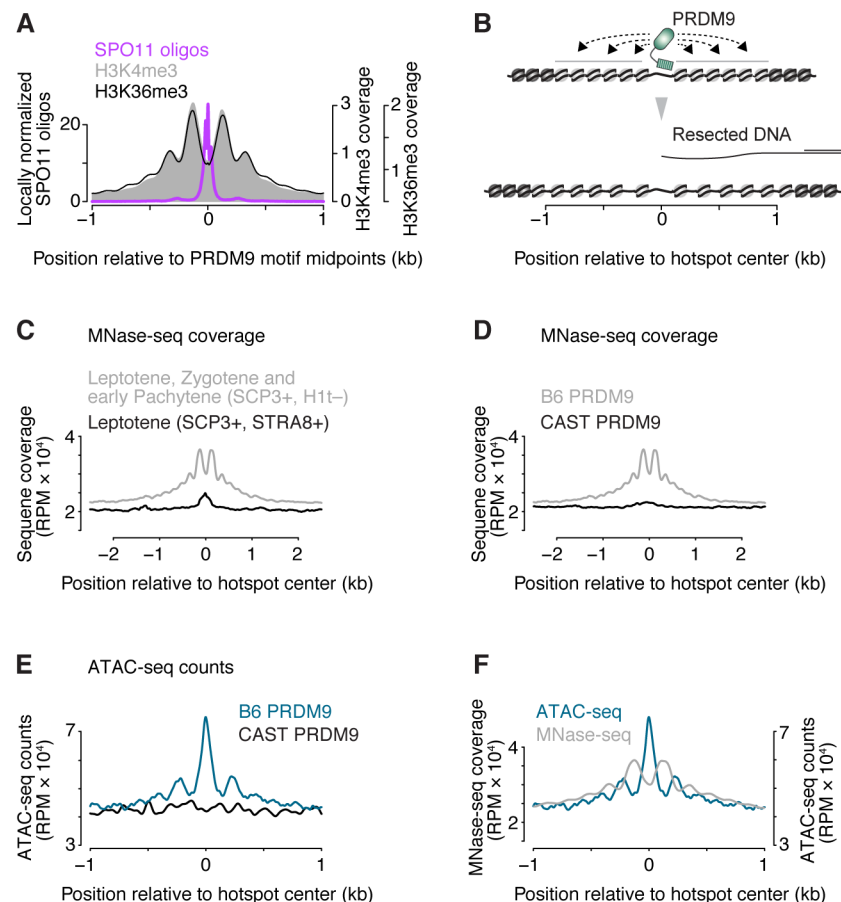 A
SPO11 oligos
H3K4me3
H3K36me3
Locally normalized
SPO11 oligos
20
0
3
1
0
H3K4me3 coverage
2
1
0
H3K36me3 coverage
−1
0
1
Position relative to PRDM9 motif midpoints (kb)
B
PRDM9
Resected DNA
−1
0
1
Position relative to hotspot center (kb)
C
MNase-seq coverage
Leptotene, Zygotene and
early Pachytene (SCP3+, H1t−)
Leptotene (SCP3+, STRA8+)
Sequene coverage
(RPM × 10⁴)
4
2
−2
−1
0
1
2
Position relative to hotspot center (kb)
D
MNase-seq coverage
B6 PRDM9
CAST PRDM9
Sequene coverage
(RPM × 10⁴)
4
2
−2
−1
0
1
2
Position relative to hotspot center (kb)
E
ATAC-seq counts
B6 PRDM9
CAST PRDM9
ATAC-seq counts
(RPM × 10⁴)
7
3
−1
0
1
Position relative to hotspot center (kb)
F
ATAC-seq
MNase-seq
MNase-seq coverage
(RPM × 10⁴)
4
2
7
3
ATAC-seq counts
(RPM × 10⁴)
−1
0
1
Position relative to hotspot center (kb)